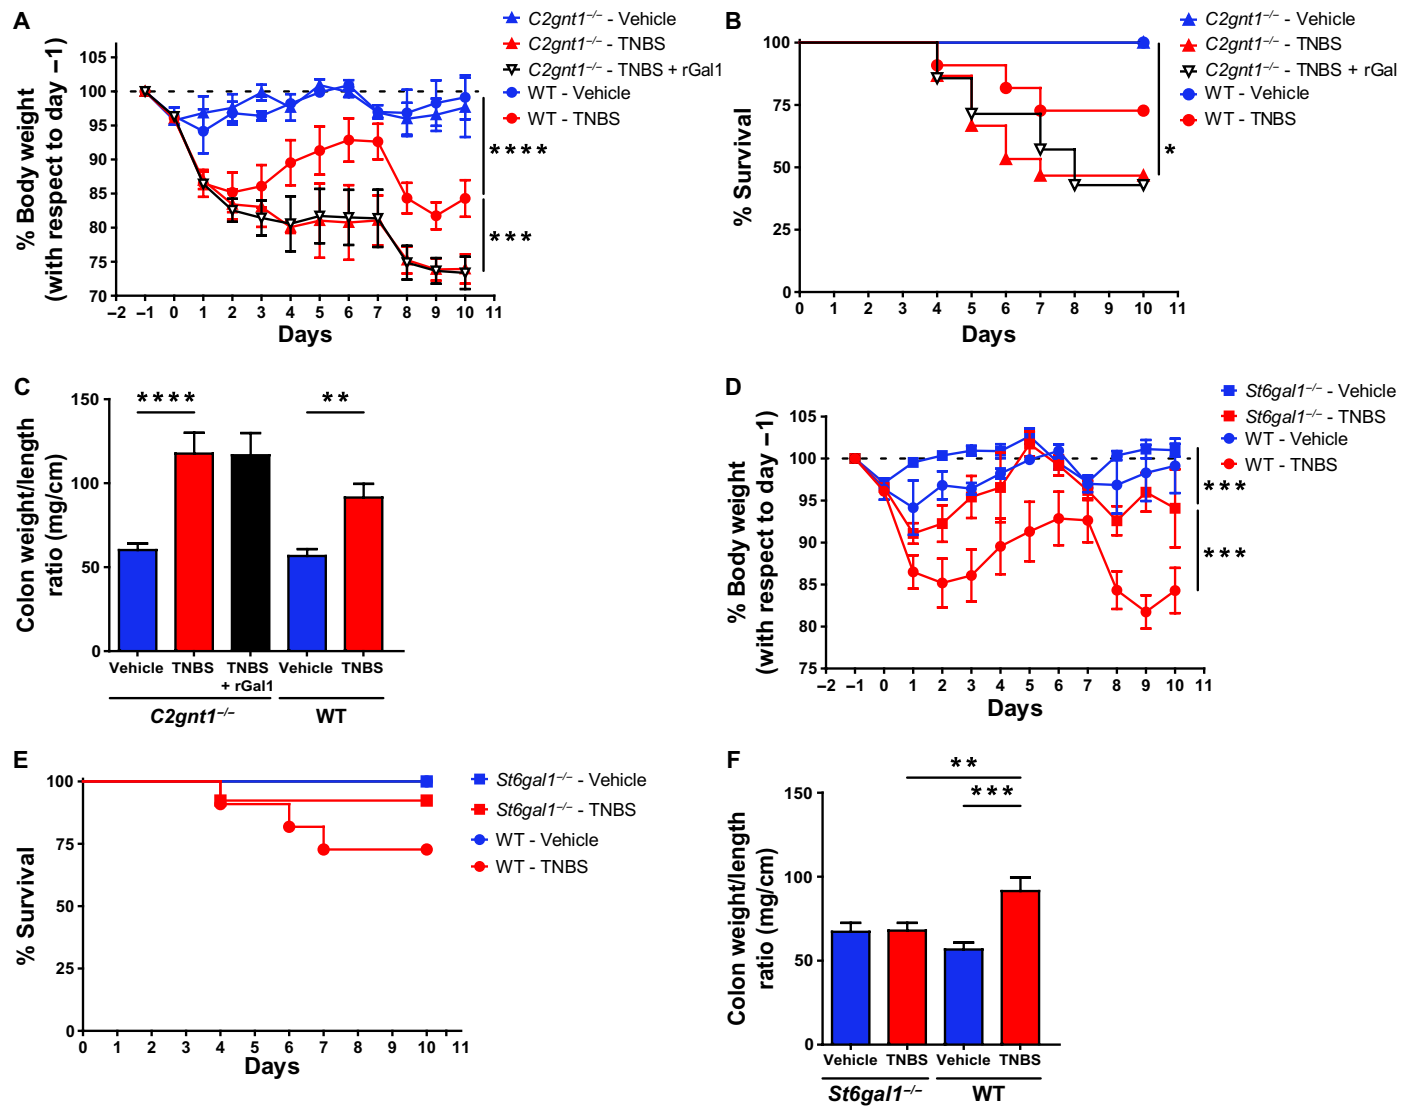 A
% Body weight
(with respect to day −1)
105
100
95
90
85
80
75
70
−2 −1 0 1 2 3 4 5 6 7 8 9 10 11
Days
C2gnt1−/− - Vehicle
C2gnt1−/− - TNBS
C2gnt1−/− - TNBS + rGal1
WT - Vehicle
WT - TNBS
****
***
B
% Survival
100
75
50
25
0
0 1 2 3 4 5 6 7 8 9 10 11
Days
C2gnt1−/− - Vehicle
C2gnt1−/− - TNBS
C2gnt1−/− - TNBS + rGal
WT - Vehicle
WT - TNBS
*
C
Colon weight/length
ratio (mg/cm)
150
100
50
0
**** **
Vehicle TNBS TNBS Vehicle TNBS
+ rGal1
C2gnt1−/− WT
D
% Body weight
(with respect to day −1)
105
100
95
90
85
80
75
−2 −1 0 1 2 3 4 5 6 7 8 9 10 11
Days
St6gal1−/− - Vehicle
St6gal1−/− - TNBS
WT - Vehicle
WT - TNBS
***
***
E
% Survival
100
75
50
25
0
0 1 2 3 4 5 6 7 8 9 10 11
Days
St6gal1−/− - Vehicle
St6gal1−/− - TNBS
WT - Vehicle
WT - TNBS
F
Colon weight/length
ratio (mg/cm)
150
100
50
0
**
***
Vehicle TNBS Vehicle TNBS
St6gal1−/− WT